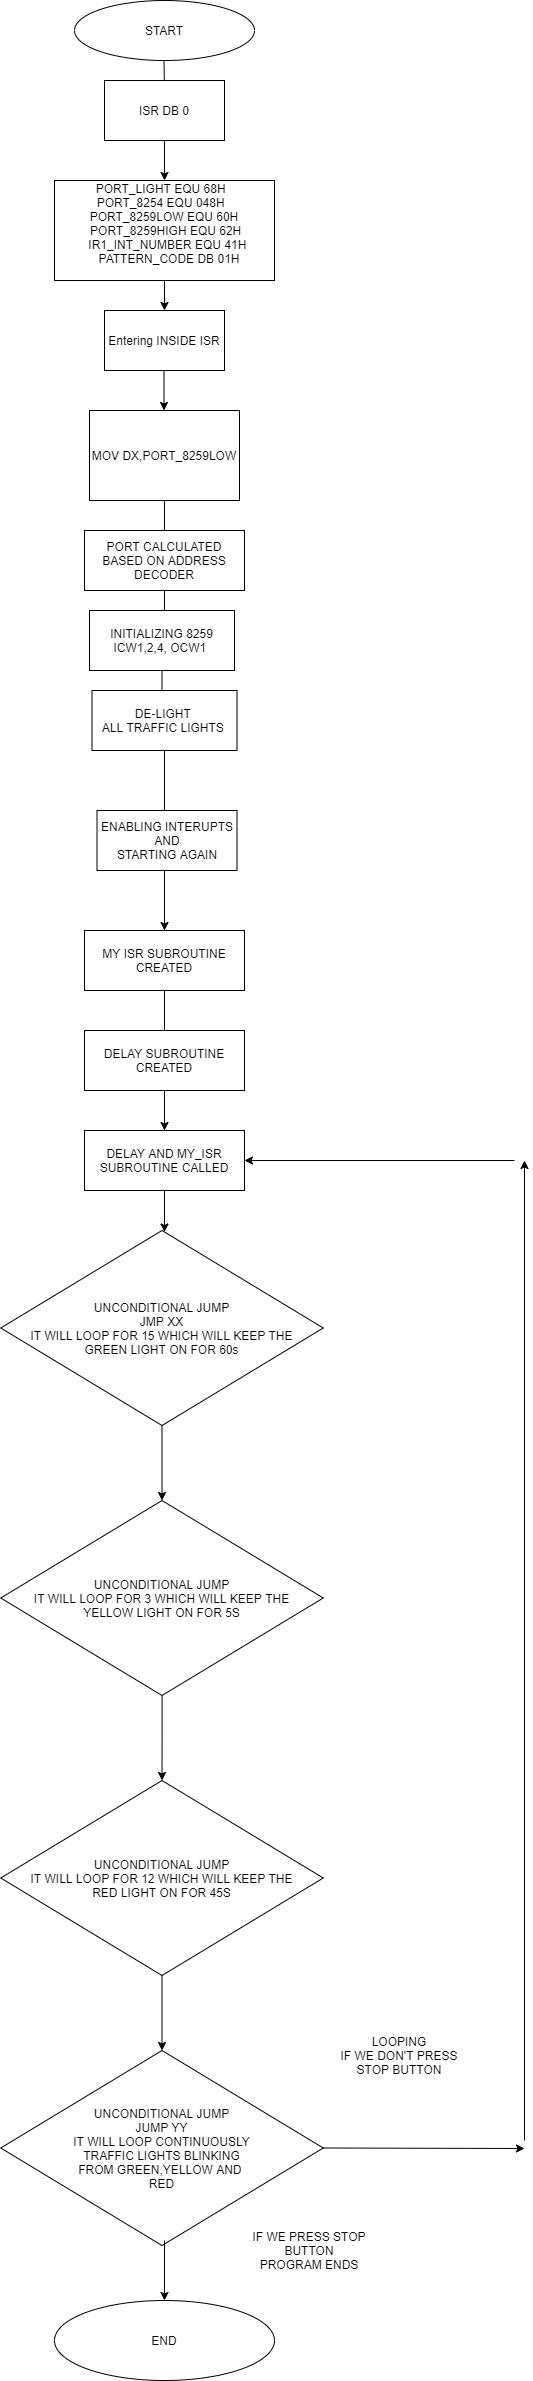 START
ISR DB 0
PORT_LIGHT EQU 68H
PORT_8254 EQU 048H
PORT_8259LOW EQU 60H
PORT_8259HIGH EQU 62H
IR1_INT_NUMBER EQU 41H
PATTERN_CODE DB 01H
Entering INSIDE ISR
MOV DX,PORT_8259LOW
PORT CALCULATED
BASED ON ADDRESS
DECODER
INITIALIZING 8259
ICW1,2,4, OCW1
DE-LIGHT
ALL TRAFFIC LIGHTS
ENABLING INTERUPTS
AND
STARTING AGAIN
MY ISR SUBROUTINE
CREATED
DELAY SUBROUTINE
CREATED
DELAY AND MY_ISR
SUBROUTINE CALLED
UNCONDITIONAL JUMP
JMP XX
IT WILL LOOP FOR 15 WHICH WILL KEEP THE
GREEN LIGHT ON FOR 60s
UNCONDITIONAL JUMP
IT WILL LOOP FOR 3 WHICH WILL KEEP THE
YELLOW LIGHT ON FOR 5S
UNCONDITIONAL JUMP
IT WILL LOOP FOR 12 WHICH WILL KEEP THE
RED LIGHT ON FOR 45S
LOOPING
IF WE DON'T PRESS
STOP BUTTON
UNCONDITIONAL JUMP
JUMP YY
IT WILL LOOP CONTINUOUSLY
TRAFFIC LIGHTS BLINKING
FROM GREEN,YELLOW AND
RED
IF WE PRESS STOP
BUTTON
PROGRAM ENDS
END